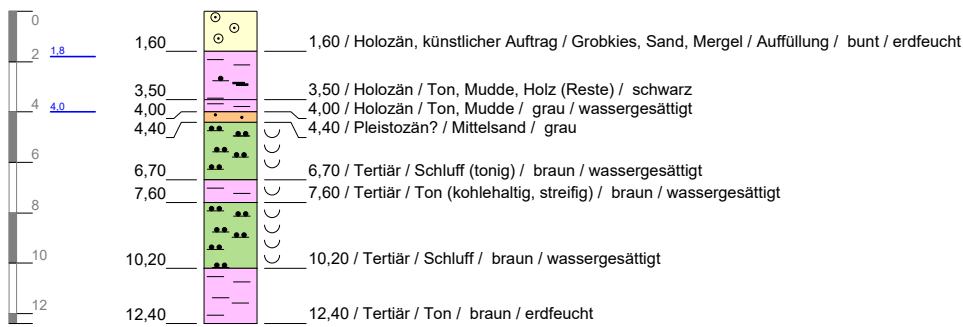 0
1,8
2
4,0
4
6
8
10
12
1,60 1,60 / Holozän, künstlicher Auftrag / Grobkies, Sand, Mergel / Auffüllung / bunt / erdfeucht
3,50 3,50 / Holozän / Ton, Mudde, Holz (Reste) / schwarz
4,00 4,00 / Holozän / Ton, Mudde / grau / wassergesättigt
4,40 4,40 / Pleistozän? / Mittelsand / grau
6,70 6,70 / Tertiär / Schluff (tonig) / braun / wassergesättigt
7,60 7,60 / Tertiär / Ton (kohlehaltig, streifig) / braun / wassergesättigt
10,20 10,20 / Tertiär / Schluff / braun / wassergesättigt
12,40 12,40 / Tertiär / Ton / braun / erdfeucht